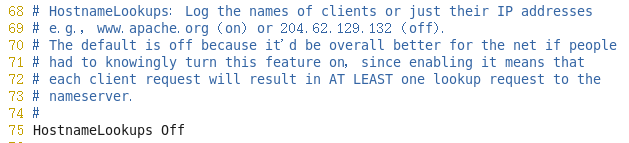 68 # HostnameLookups: Log the names of clients or just their IP addresses
69 # e.g., www.apache.org (on) or 204.62.129.132 (off).
70 # The default is off because it'd be overall better for the net if people
71 # had to knowingly turn this feature on, since enabling it means that
72 # each client request will result in AT LEAST one lookup request to the
73 # nameserver.
74 #
75 HostnameLookups Off